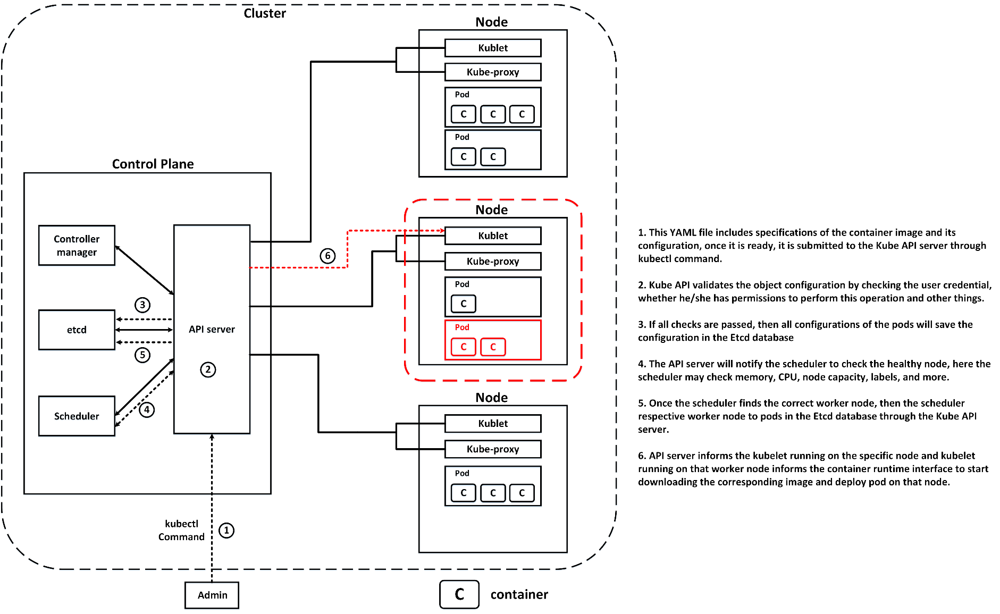 Cluster
Node
Kublet
Kube-proxy
Pod
C C C
Pod
C C
Control Plane
Controller
manager
etcd
Scheduler
API server
3
5
2
4
6
Node
Kublet
Kube-proxy
Pod
C
Pod
C C
Node
Kublet
Kube-proxy
Pod
C C C
kubectl
Command
1
Admin
C container
1. This YAML file includes specifications of the container image and its
configuration, once it is ready, it is submitted to the Kube API server through
kubectl command.
2. Kube API validates the object configuration by checking the user credential,
whether he/she has permissions to perform this operation and other things.
3. If all checks are passed, then all configurations of the pods will save the
configuration in the Etcd database
4. The API server will notify the scheduler to check the healthy node, here the
scheduler may check memory, CPU, node capacity, labels, and more.
5. Once the scheduler finds the correct worker node, then the scheduler
respective worker node to pods in the Etcd database through the Kube API
server.
6. API server informs the kubelet running on the specific node and kubelet
running on that worker node informs the container runtime interface to start
downloading the corresponding image and deploy pod on that node.